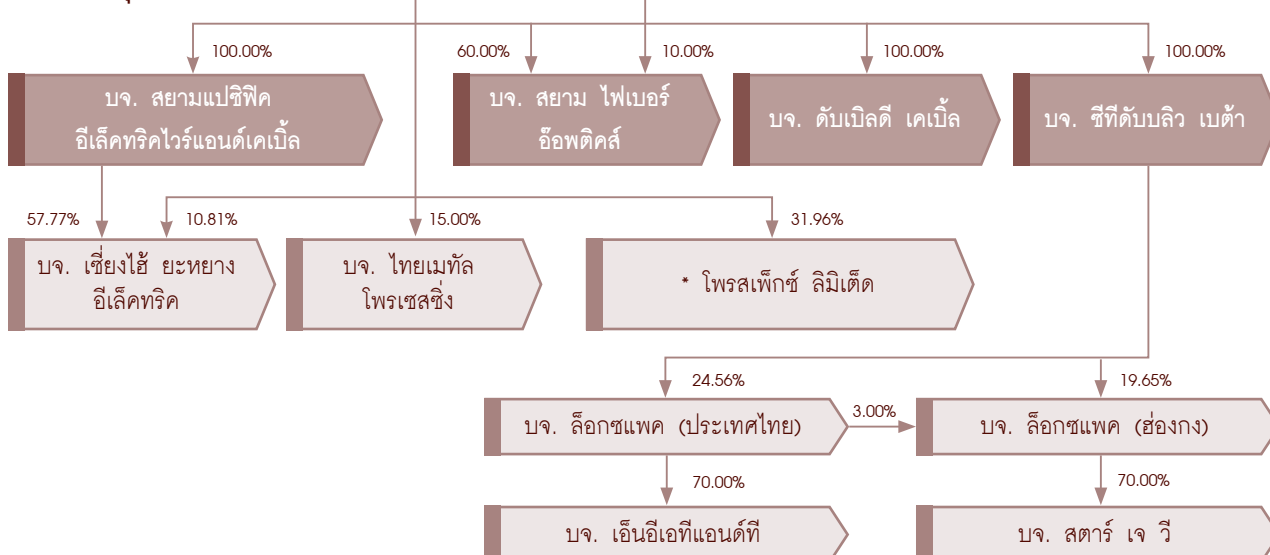 100.00%
60.00%
10.00%
100.00%
100.00%
บจ. สยามแปซิฟิค
อีเล็คทริคไวร์แอนด์เคเบิ้ล
บจ. สยาม ไฟเบอร์
อ๊อพติคส์
บจ. ดับเบิลดี เคเบิ้ล
บจ. ซีทีดับบลิว เบต้า
57.77%
10.81%
15.00%
31.96%
บจ. เซี่ยงไฮ้ ยะหยาง
อีเล็คทริค
บจ. ไทยเมทัล
โพรเซสซิ่ง
* โพรสเพ็กซ์ ลิมิเต็ด
24.56%
19.65%
บจ. ล็อกซแพค (ประเทศไทย)
3.00%
บจ. ล็อกซแพค (ฮ่องกง)
70.00%
70.00%
บจ. เอ็นอีเอทีแอนด์ที
บจ. สตาร์ เจ วี